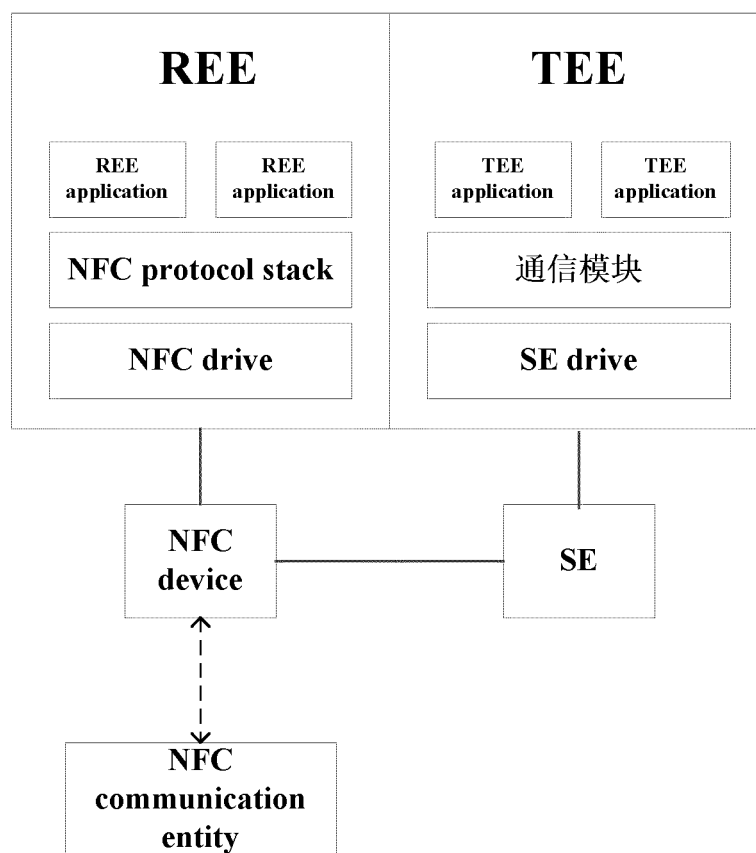 REE
TEE
REE
application
REE
application
TEE
application
TEE
application
NFC protocol stack
通信模块
NFC drive
SE drive
NFC
device
SE
NFC
communication
entity